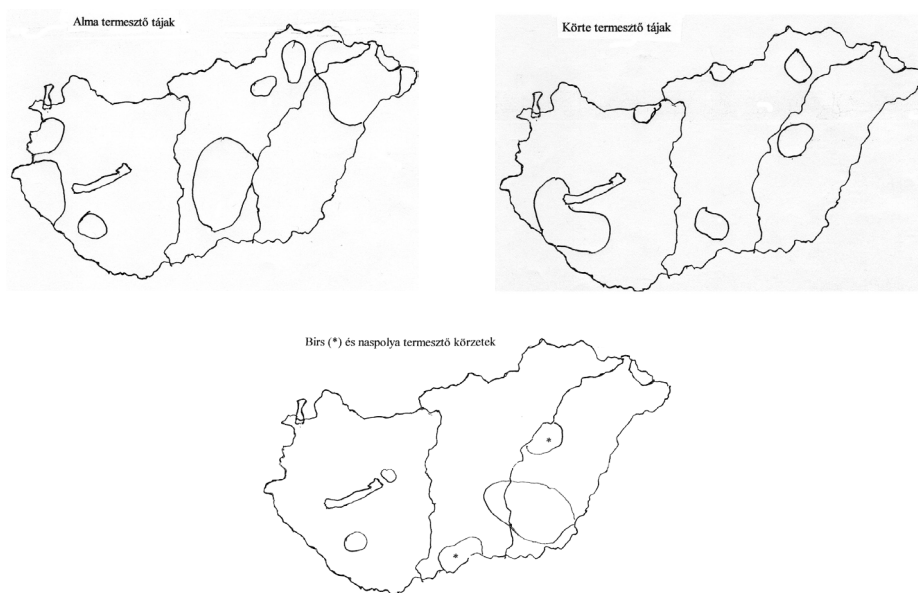 Alma termesztő tájak
Körte termesztő tájak
Birs (*) és naspolya termesztő körzetek
*
*